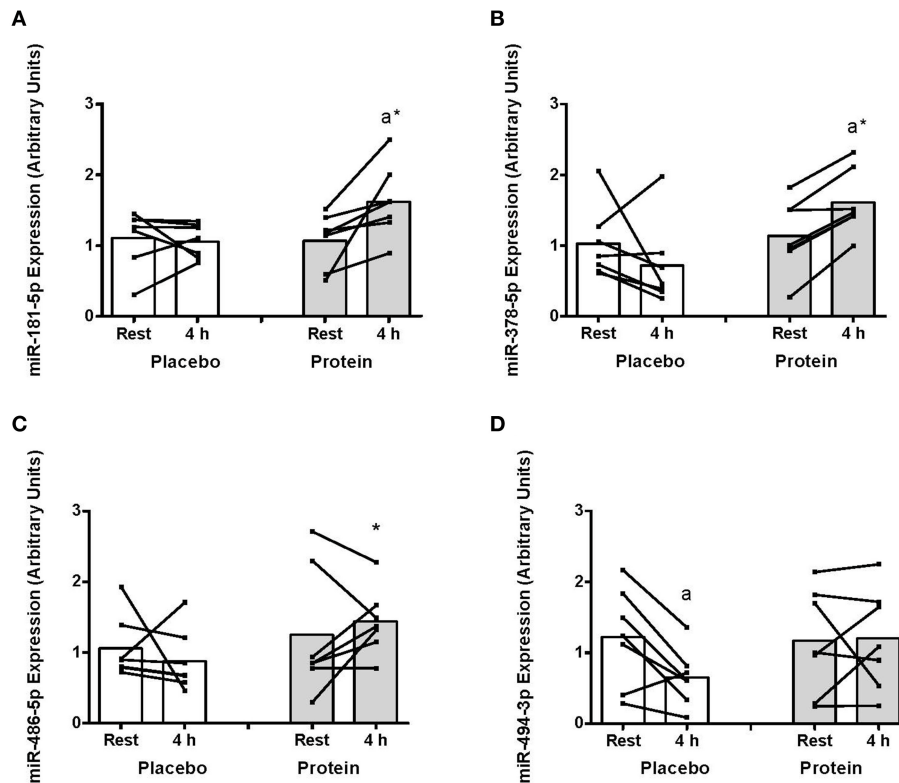 A
miR-181-5p Expression (Arbitrary Units)
3
2
1
0
a*
Rest 4 h Rest 4 h
Placebo Protein
B
miR-378-5p Expression (Arbitrary Units)
3
2
1
0
a*
Rest 4 h Rest 4 h
Placebo Protein
C
miR-486-5p Expression (Arbitrary Units)
3
2
1
0
*
Rest 4 h Rest 4 h
Placebo Protein
D
miR-494-3p Expression (Arbitrary Units)
3
2
1
0
a
Rest 4 h Rest 4 h
Placebo Protein